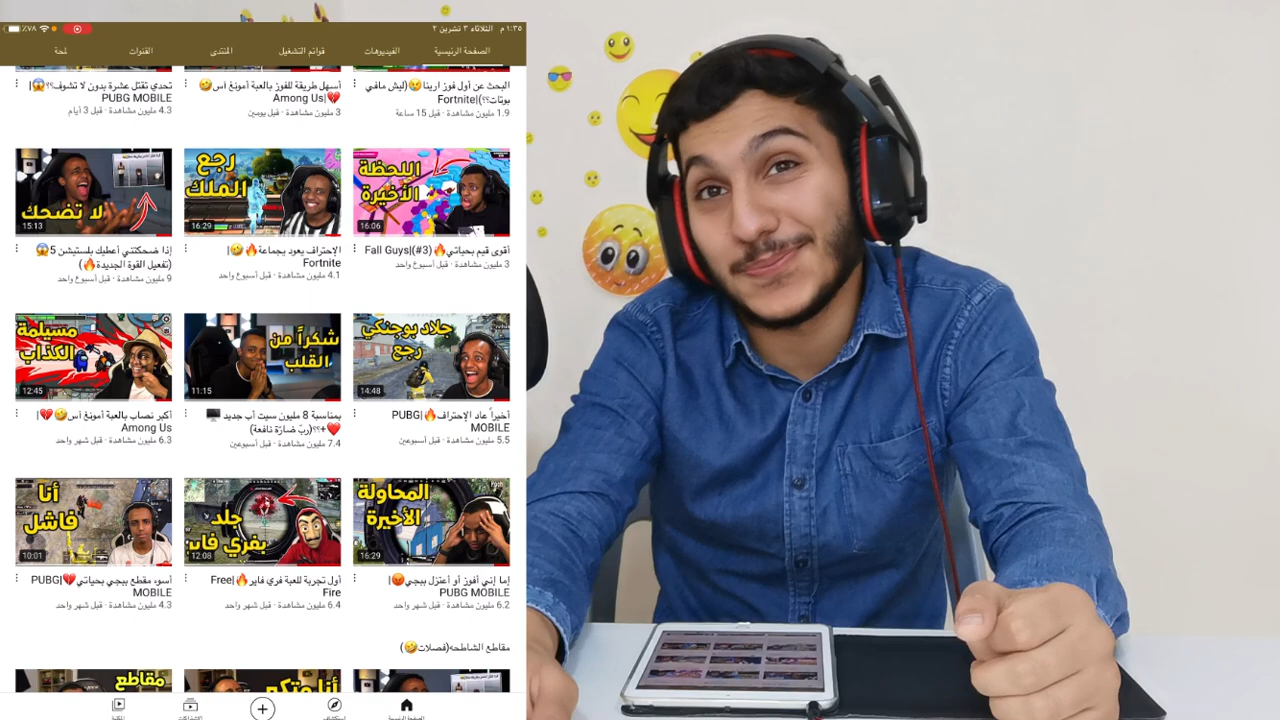 ١:٣٥ م الثلاثاء ٣ تشرين ٢
٪٧٨
الصفحة الرئيسية
الفيديوهات
قوائم التشغيل
المنتدى
القنوات
لمحة
البحث عن أول فوز ارينا😢(ليش مافي
بوتات؟؟)|Fortnite
1.9 مليون مشاهدة · قبل 15 ساعة
أسهل طريقة للفوز بالعبة أمونغ أس🤣
💔|Among Us
3 مليون مشاهدة · قبل يومين
تحدي تقتل عشرة بدون لا تشوف؟؟😱|
PUBG MOBILE
4.3 مليون مشاهدة · قبل 3 أيام
اللحظة
الأخيرة
16:06
رجع
الملك
16:29
لا تضحك
15:13
أقوى قيم بحياتي🔥(#3)|Fall Guys
3 مليون مشاهدة · قبل أسبوع واحد
الإحتراف يعود يجماعة🔥🤣|
Fortnite
4.1 مليون مشاهدة · قبل أسبوع واحد
إذا ضحكتني أعطيك بلستيشن 5😱
(تفعيل القوة الجديدة🔥)
9 مليون مشاهدة · قبل أسبوع واحد
جلاد بوجنكي
رجع
14:48
شكراً من
القلب
11:15
مسيلمة
الكذاب
12:45
أخيراً عاد الإحتراف🔥|PUBG
MOBILE
5.5 مليون مشاهدة · قبل أسبوعين
بمناسبة 8 مليون سيت أب جديد 🖥
❤️+؟؟(ربّ ضارّة نافعة)
7.4 مليون مشاهدة · قبل أسبوعين
أكبر نصاب بالعبة أمونغ أس🤣💔|
Among Us
6.3 مليون مشاهدة · قبل شهر واحد
المحاولة
الأخيرة
16:29
جلد
بفري فاير
12:08
أنا
فاشل
10:01
إما إني أفوز أو أعتزل ببجي😡|
PUBG MOBILE
6.2 مليون مشاهدة · قبل شهر واحد
أول تجربة للعبة فري فاير🔥|Free
Fire
6.4 مليون مشاهدة · قبل شهر واحد
أسوء مقطع ببجي بحياتي💔|PUBG
MOBILE
4.3 مليون مشاهدة · قبل شهر واحد
مقاطع الشاطحه(فصلات🤣)
أنا وتكم
مقاطع
الصفحة الرئيسية
استكشاف
الاشتراكات
المكتبة